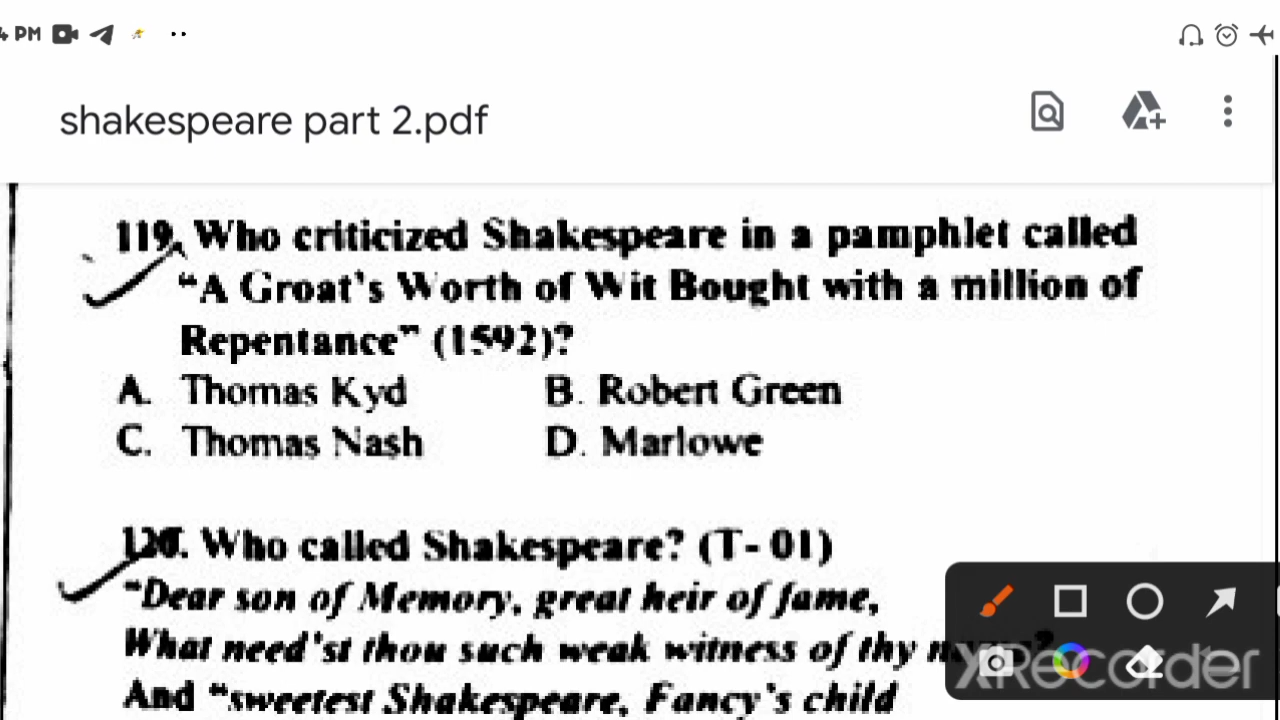 4 PM
shakespeare part 2.pdf
119. Who criticized Shakespeare in a pamphlet called
"A Groat's Worth of Wit Bought with a million of
Repentance" (1592)?
A. Thomas Kyd B. Robert Green
C. Thomas Nash D. Marlowe
120. Who called Shakespeare? (T- 01)
"Dear son of Memory, great heir of fame,
What need'st thou such weak witness of thy
XRecorder
And "sweetest Shakespeare, Fancy's child